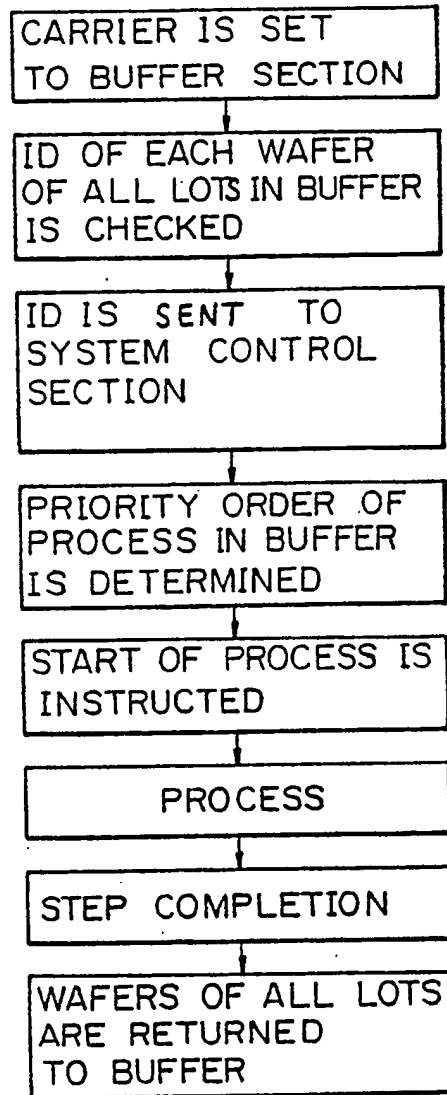 CARRIER IS SET
TO BUFFER SECTION
ID OF EACH WAFER
OF ALL LOTS IN BUFFER
IS CHECKED
ID IS SENT TO
SYSTEM CONTROL
SECTION
PRIORITY ORDER OF
PROCESS IN BUFFER
IS DETERMINED
START OF PROCESS IS
INSTRUCTED
PROCESS
STEP COMPLETION
WAFERS OF ALL LOTS
ARE RETURNED
TO BUFFER